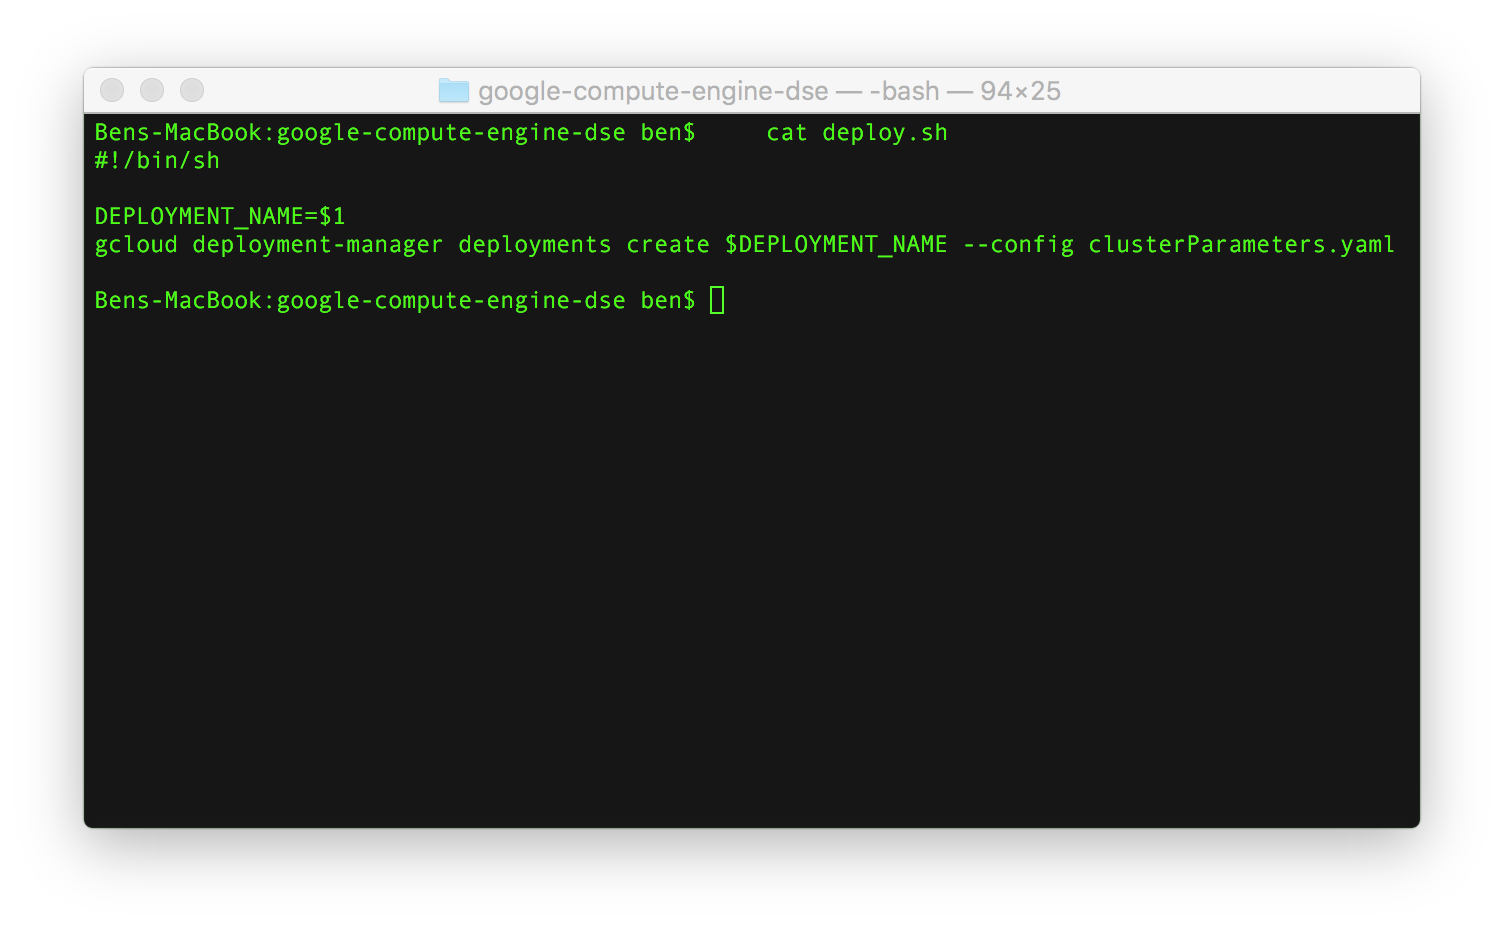 google-compute-engine-dse — -bash — 94×25
Bens-MacBook:google-compute-engine-dse ben$     cat deploy.sh
#!/bin/sh
DEPLOYMENT_NAME=$1
gcloud deployment-manager deployments create $DEPLOYMENT_NAME --config clusterParameters.yaml
Bens-MacBook:google-compute-engine-dse ben$